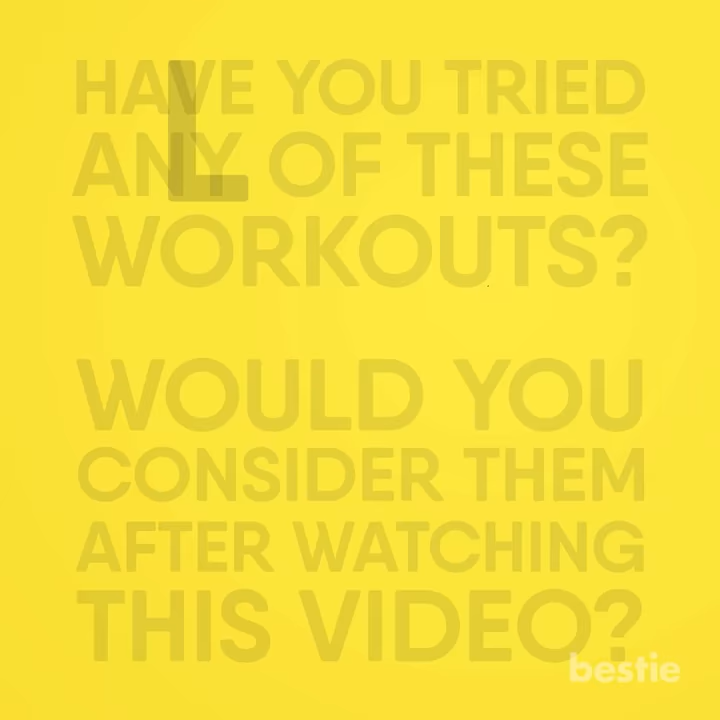 HAVE YOU TRIED
ANY OF THESE
WORKOUTS?
L
WOULD YOU
CONSIDER THEM
AFTER WATCHING
THIS VIDEO?
bestie